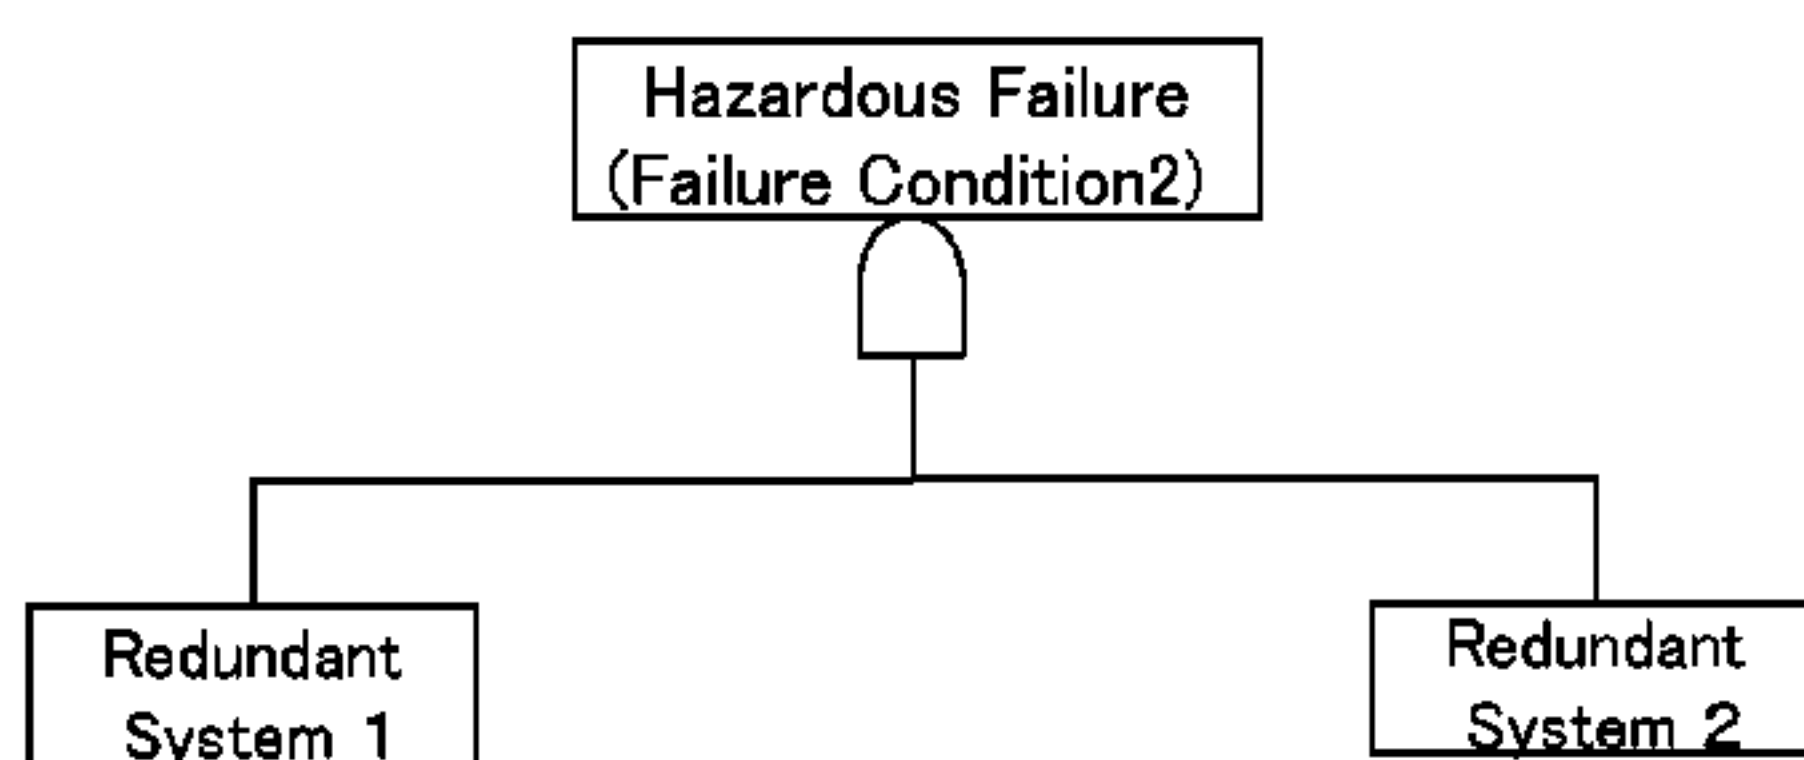 Hazardous Failure
(Failure Condition2)
Redundant
System 1
Redundant
System 2